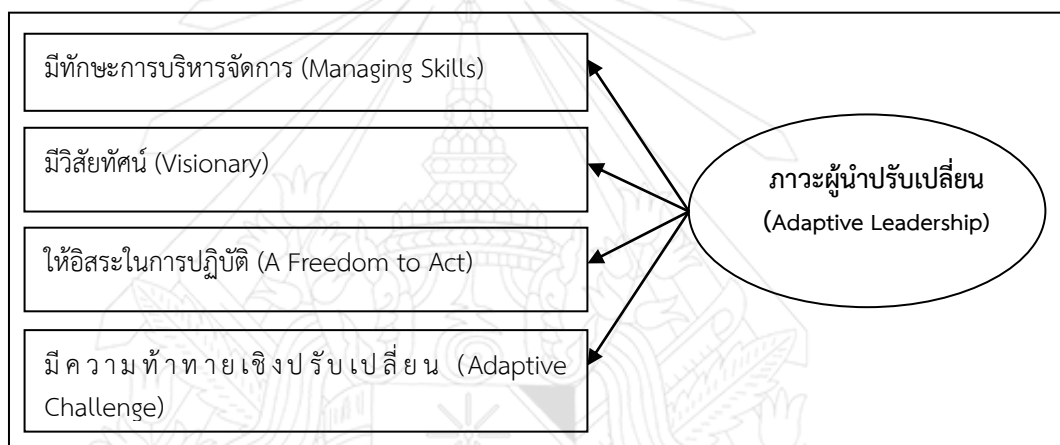 มีทักษะการบริหารจัดการ (Managing Skills)
มีวิสัยทัศน์ (Visionary)
ให้อิสระในการปฏิบัติ (A Freedom to Act)
มีความท้าทายเชิงปรับเปลี่ยน (Adaptive
Challenge)
ภาวะผู้นำปรับเปลี่ยน
(Adaptive Leadership)